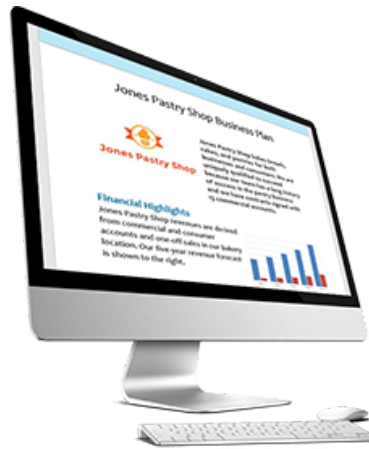 Jones Pastry Shop Business Plan
Jones Pastry Shop
Jones Pastry Shop bakes breads,
cakes, and pastries for both
businesses and consumers. We are
uniquely qualified to succeed
because our team has a long history
of success in the pastry business
and we have contracts signed with
15 commercial accounts.
Financial Highlights
Jones Pastry Shop revenues are derived
from commercial and consumer
accounts and one-off sales in our bakery
location. Our five-year revenue forecast
is shown to the right.